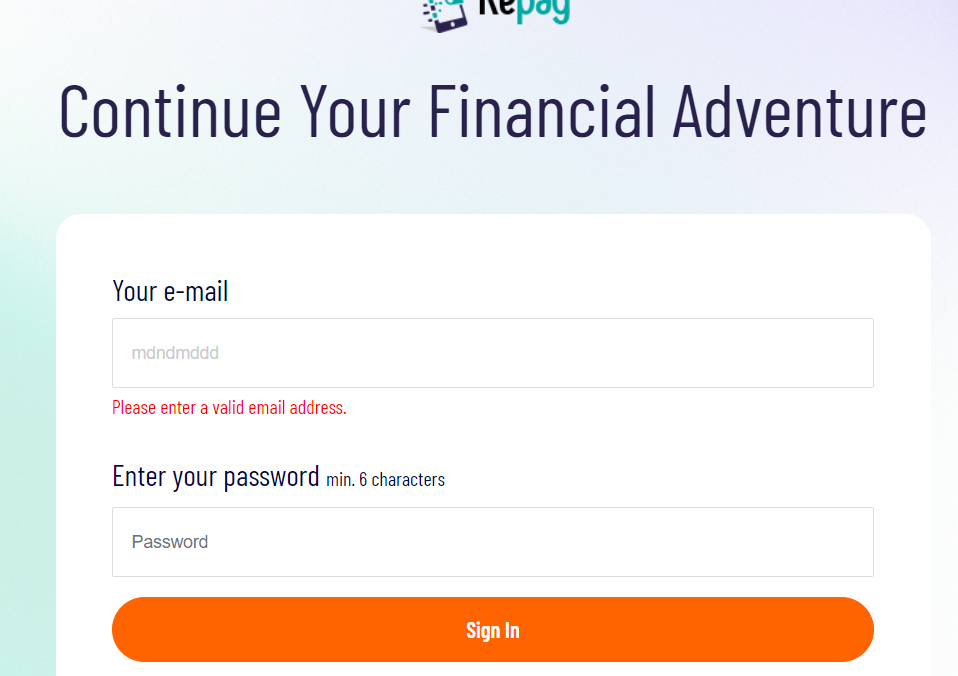 Repay
Continue Your Financial Adventure
Your e-mail
mdndmddd
Please enter a valid email address.
Enter your password min. 6 characters
Password
Sign In